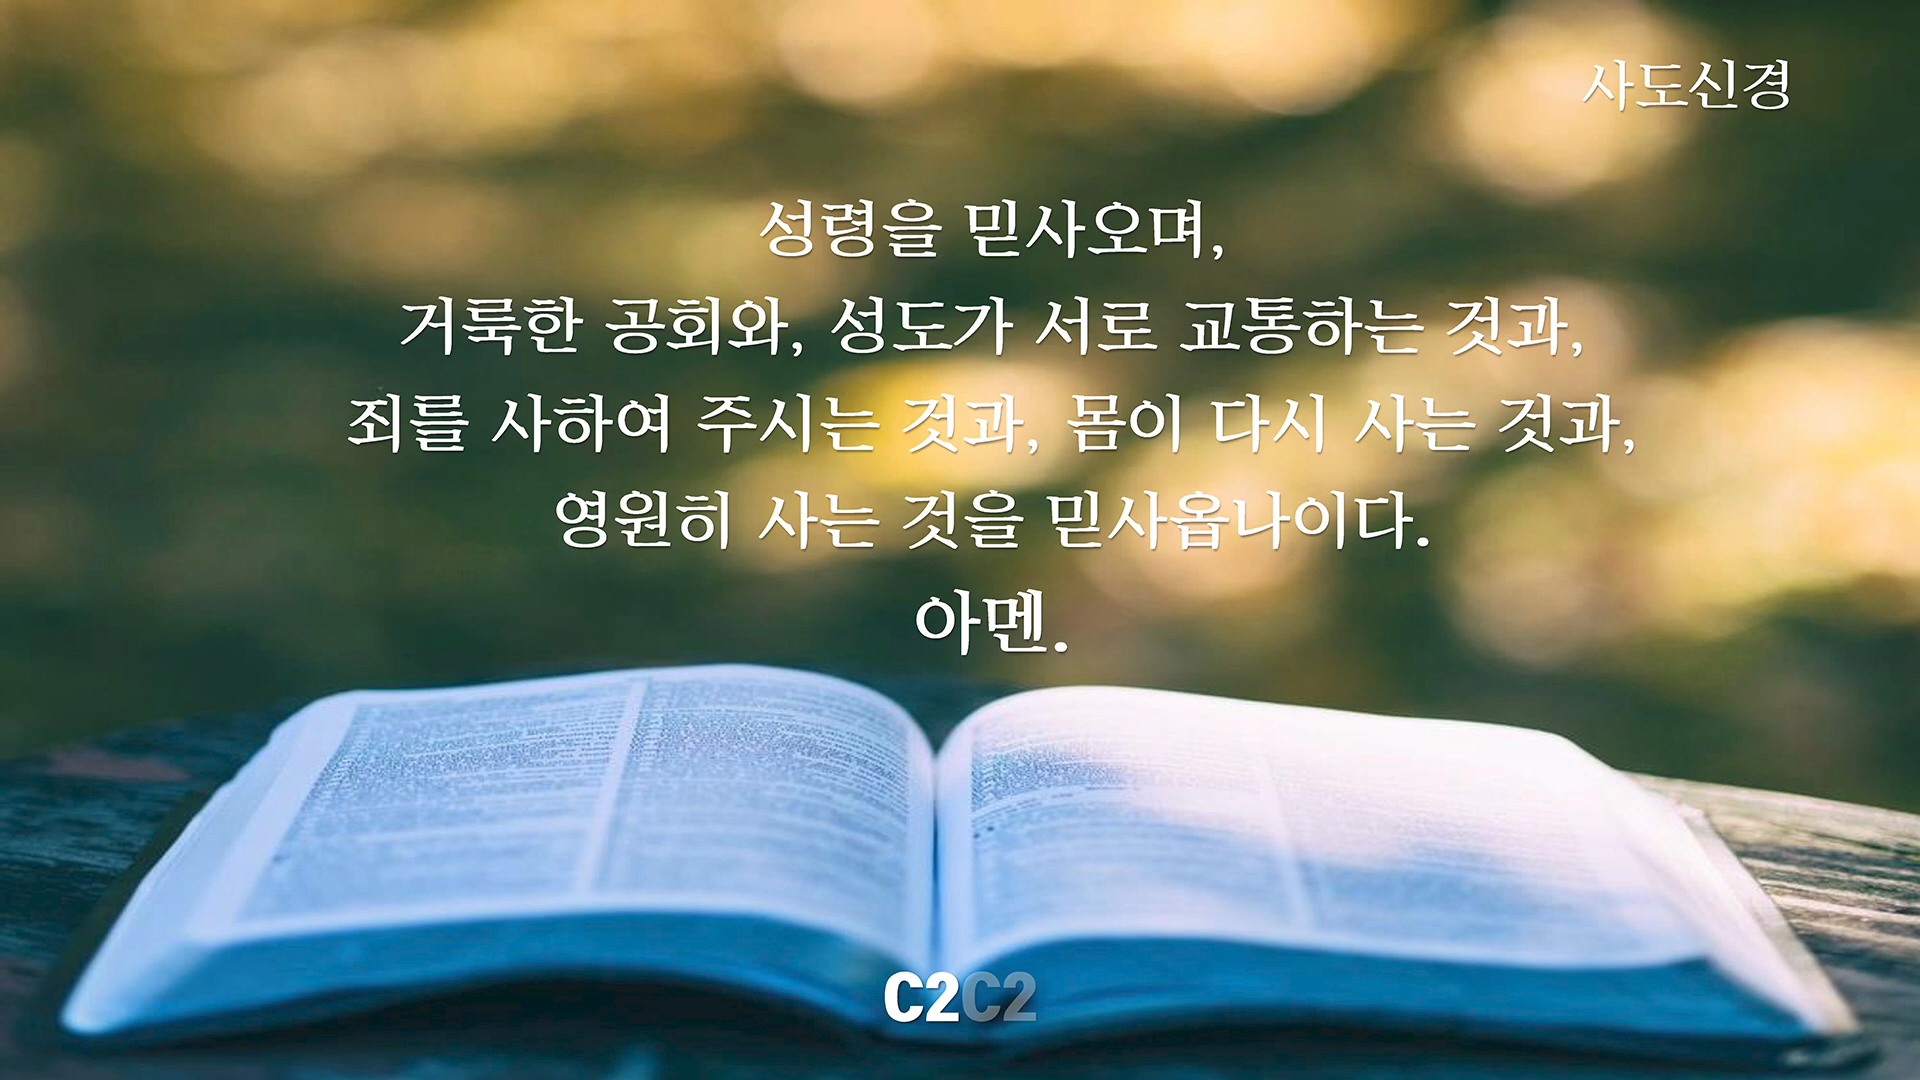 사도신경
성령을 믿사오며,
거룩한 공회와, 성도가 서로 교통하는 것과,
죄를 사하여 주시는 것과, 몸이 다시 사는 것과,
영원히 사는 것을 믿사옵나이다.
아멘.
C2C2